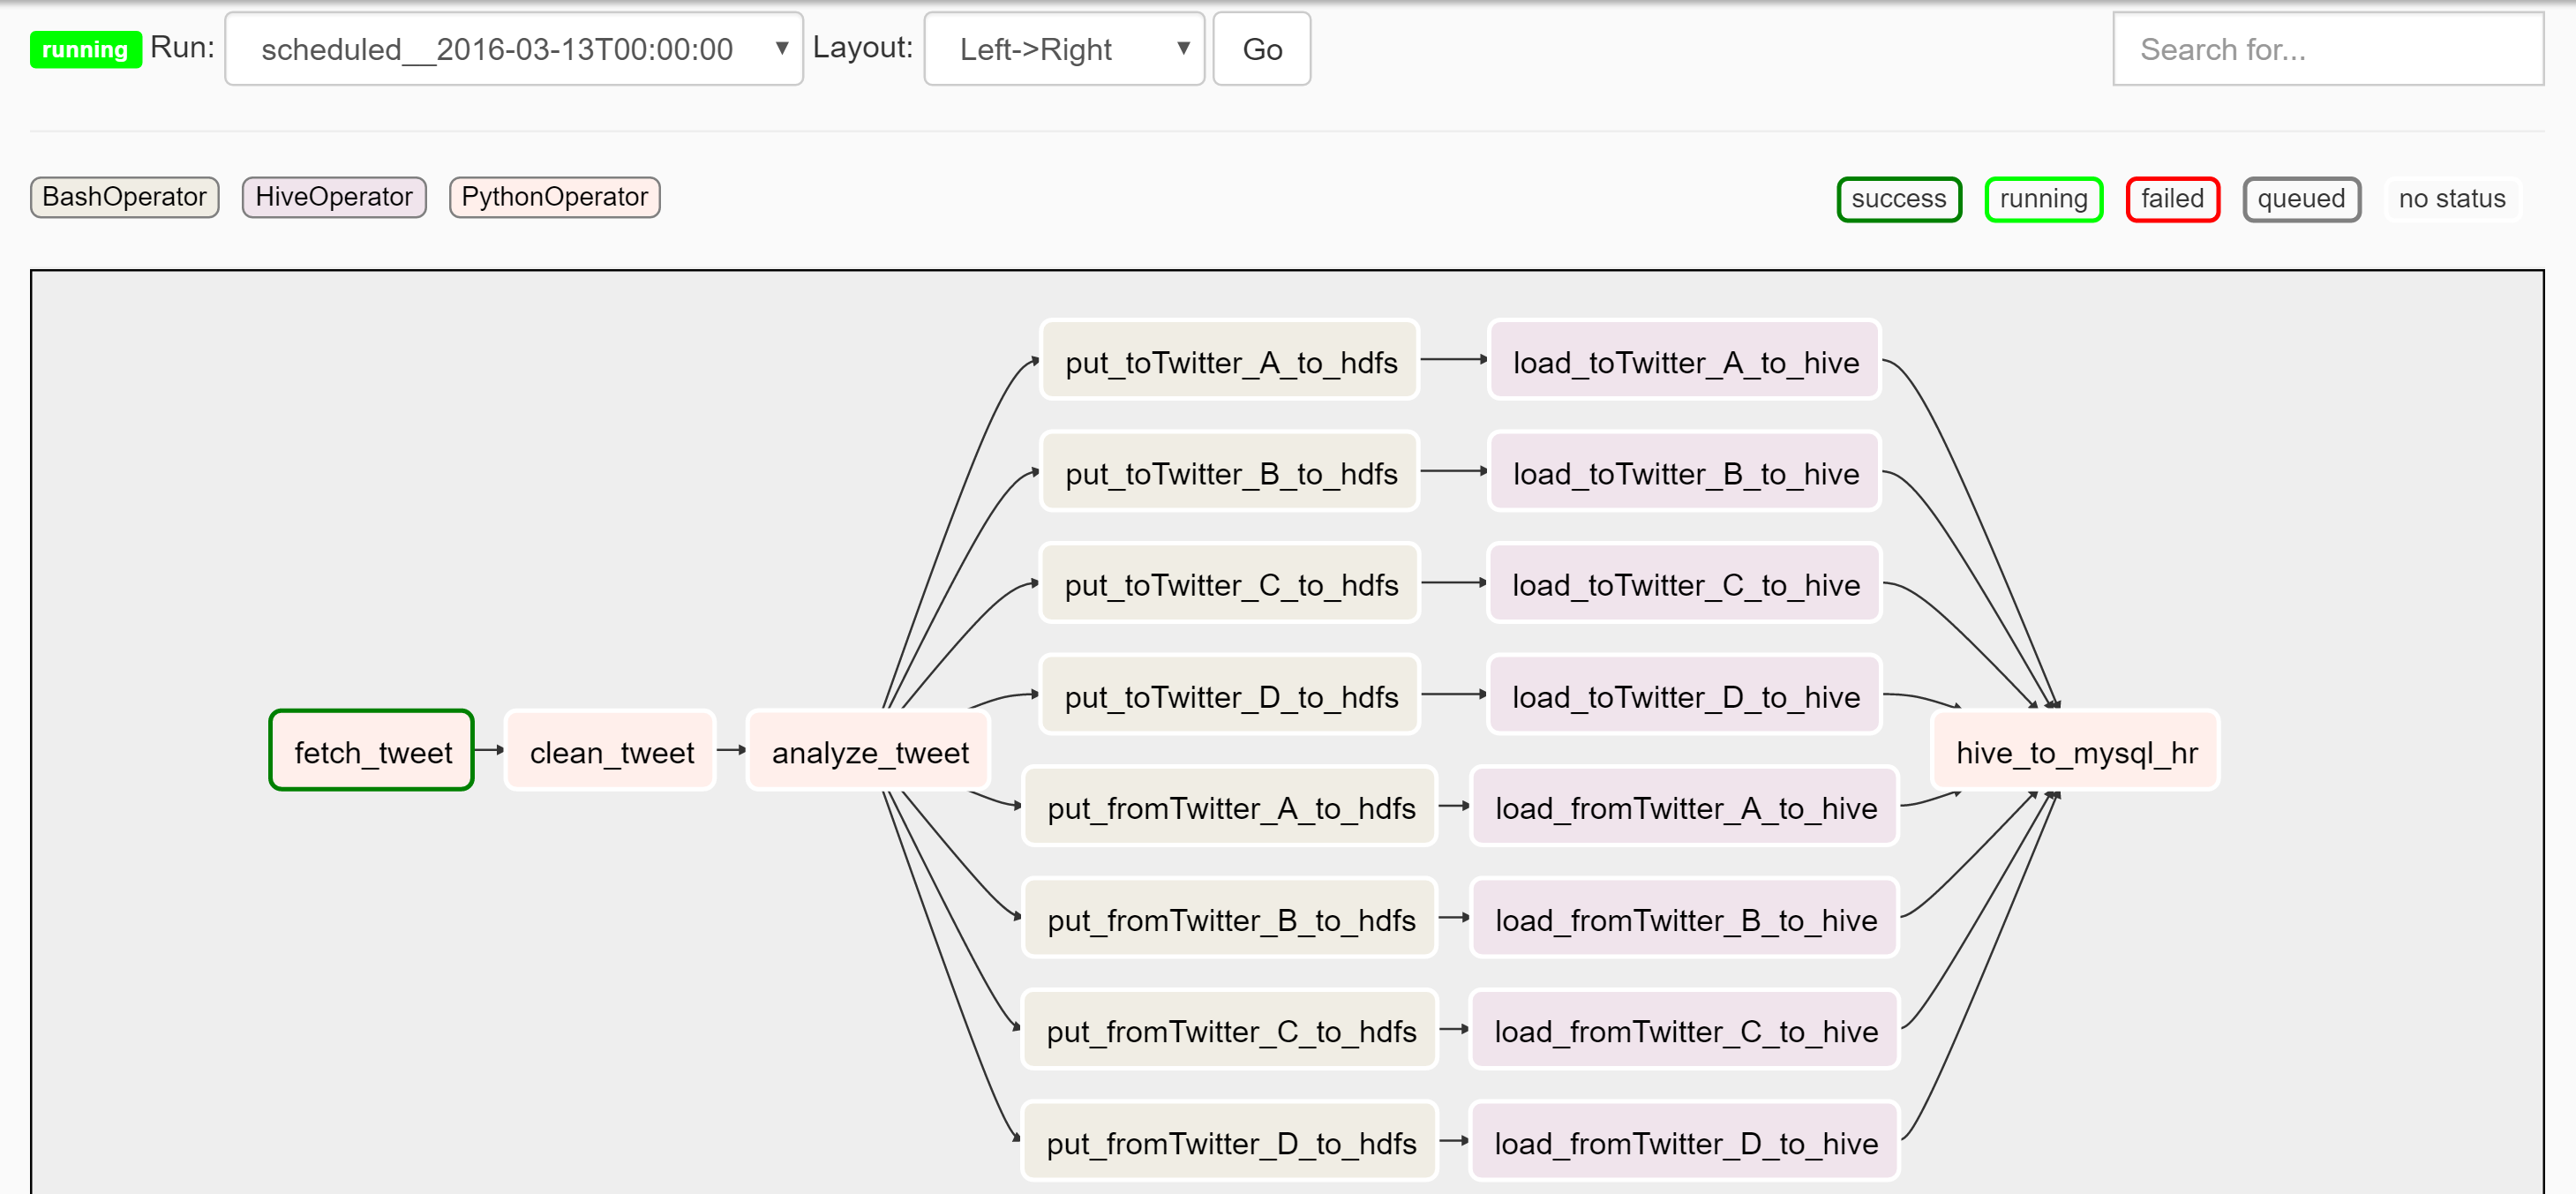 running Run: scheduled__2016-03-13T00:00:00 Layout: Left->Right Go Search for...
BashOperator HiveOperator PythonOperator success running failed queued no status
put_toTwitter_A_to_hdfs load_toTwitter_A_to_hive
put_toTwitter_B_to_hdfs load_toTwitter_B_to_hive
put_toTwitter_C_to_hdfs load_toTwitter_C_to_hive
put_toTwitter_D_to_hdfs load_toTwitter_D_to_hive
fetch_tweet clean_tweet analyze_tweet hive_to_mysql_hr
put_fromTwitter_A_to_hdfs load_fromTwitter_A_to_hive
put_fromTwitter_B_to_hdfs load_fromTwitter_B_to_hive
put_fromTwitter_C_to_hdfs load_fromTwitter_C_to_hive
put_fromTwitter_D_to_hdfs load_fromTwitter_D_to_hive